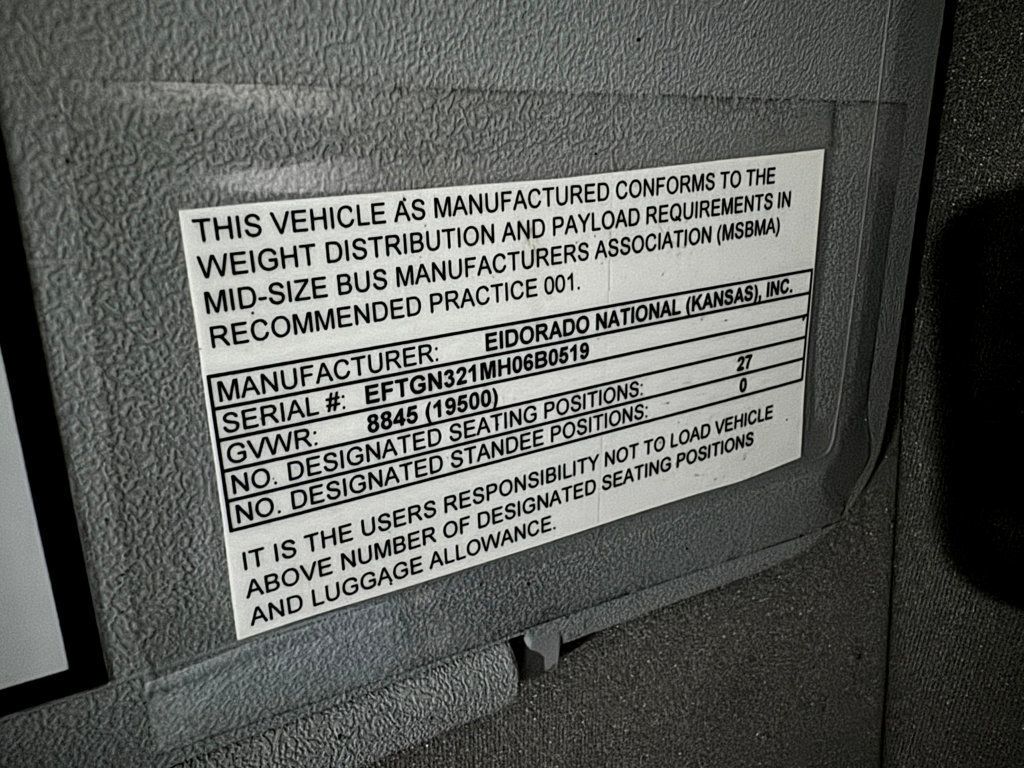 THIS VEHICLE AS MANUFACTURED CONFORMS TO THE
WEIGHT DISTRIBUTION AND PAYLOAD REQUIREMENTS IN
MID-SIZE BUS MANUFACTURERS ASSOCIATION (MSBMA)
RECOMMENDED PRACTICE 001.
MANUFACTURER: EIDORADO NATIONAL (KANSAS), INC.
SERIAL #: EFTGN321MH06B0519
GVWR: 8845 (19500)
NO. DESIGNATED SEATING POSITIONS: 27
NO. DESIGNATED STANDEE POSITIONS: 0
IT IS THE USERS RESPONSIBILITY NOT TO LOAD VEHICLE
ABOVE NUMBER OF DESIGNATED SEATING POSITIONS
AND LUGGAGE ALLOWANCE.